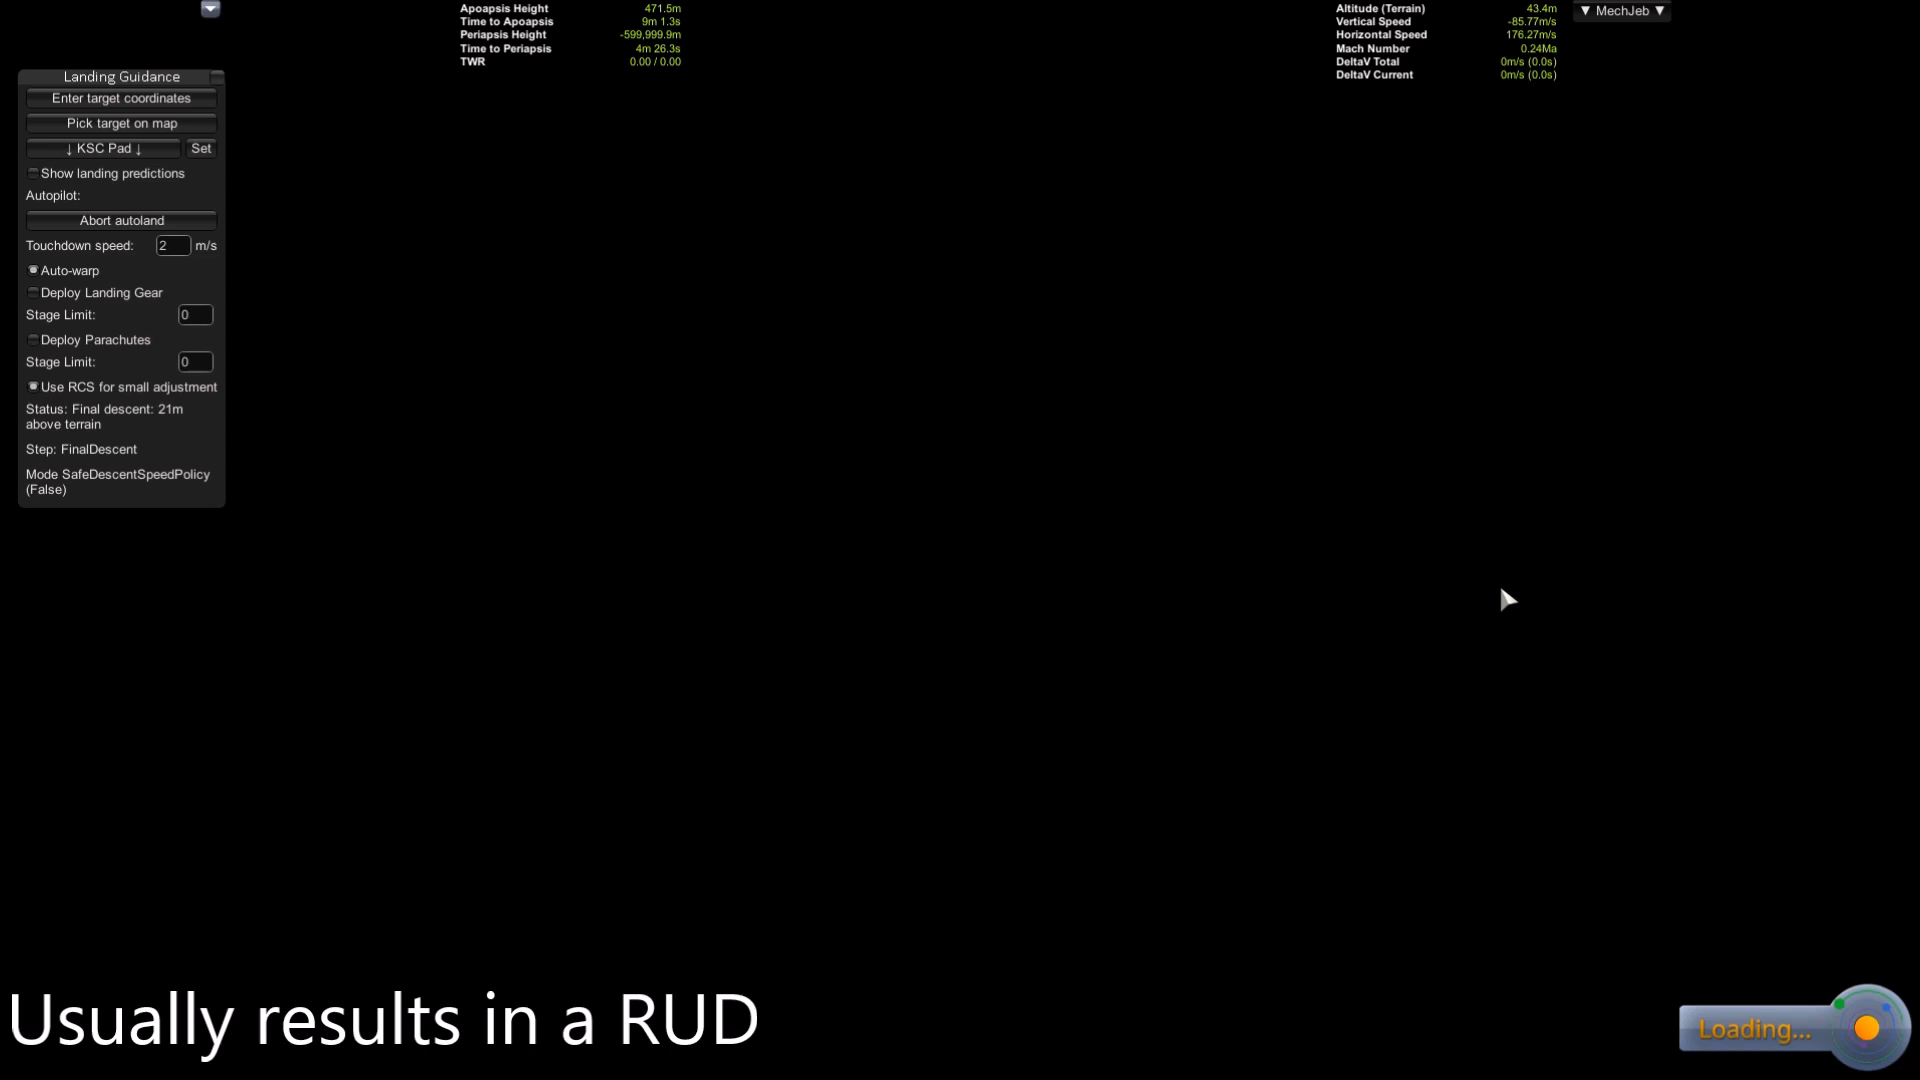 Apoapsis Height 471.5m
Time to Apoapsis 9m 1.3s
Periapsis Height -599,999.9m
Time to Periapsis 4m 26.3s
TWR 0.00 / 0.00
Altitude (Terrain) 43.4m
Vertical Speed -85.77m/s
Horizontal Speed 176.27m/s
Mach Number 0.24Ma
DeltaV Total 0m/s (0.0s)
DeltaV Current 0m/s (0.0s)
▼ MechJeb ▼
Landing Guidance
Enter target coordinates
Pick target on map
↓ KSC Pad ↓ Set
Show landing predictions
Autopilot:
Abort autoland
Touchdown speed: 2 m/s
Auto-warp
Deploy Landing Gear
Stage Limit: 0
Deploy Parachutes
Stage Limit: 0
Use RCS for small adjustment
Status: Final descent: 21m
above terrain
Step: FinalDescent
Mode SafeDescentSpeedPolicy
(False)
Usually results in a RUD
Loading...